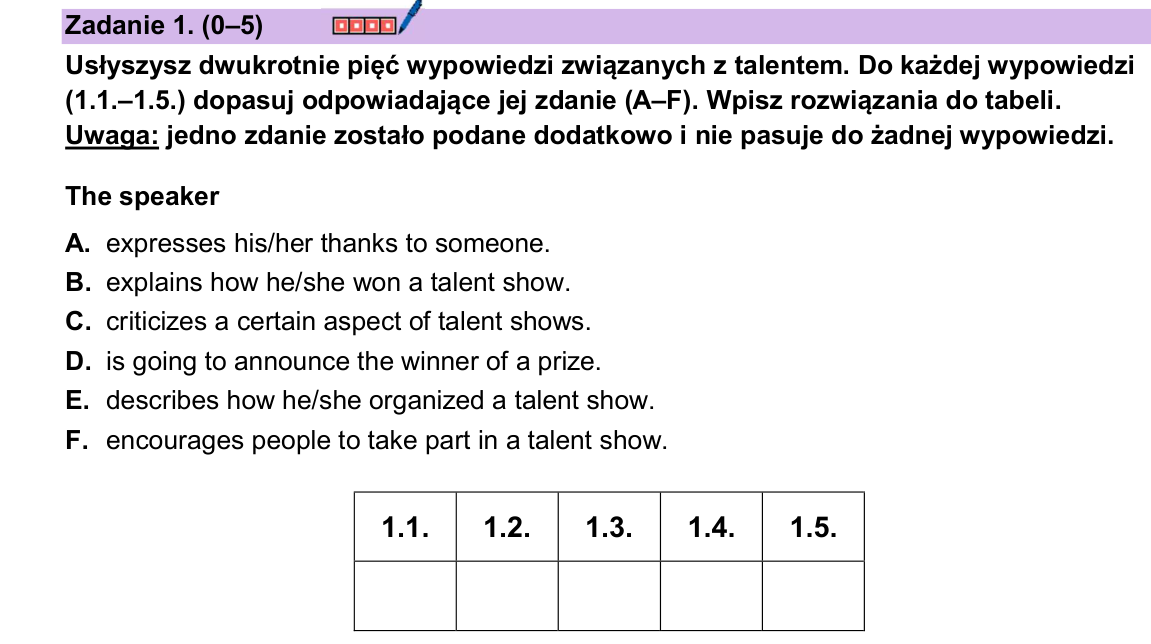 Zadanie 1. (0–5)
Usłyszysz dwukrotnie pięć wypowiedzi związanych z talentem. Do każdej wypowiedzi
(1.1.–1.5.) dopasuj odpowiadające jej zdanie (A–F). Wpisz rozwiązania do tabeli.
Uwaga: jedno zdanie zostało podane dodatkowo i nie pasuje do żadnej wypowiedzi.
The speaker
A. expresses his/her thanks to someone.
B. explains how he/she won a talent show.
C. criticizes a certain aspect of talent shows.
D. is going to announce the winner of a prize.
E. describes how he/she organized a talent show.
F. encourages people to take part in a talent show.
1.1. 1.2. 1.3. 1.4. 1.5.